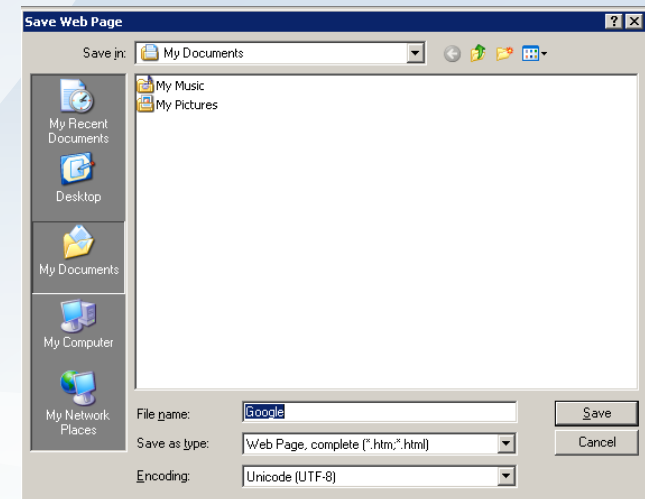 Save Web Page
Save in:
My Documents
My Recent
Documents
Desktop
My Documents
My Computer
My Network
Places
My Music
My Pictures
File name:
Google
Save
Save as type:
Web Page, complete (*.htm;*.html)
Cancel
Encoding:
Unicode (UTF-8)